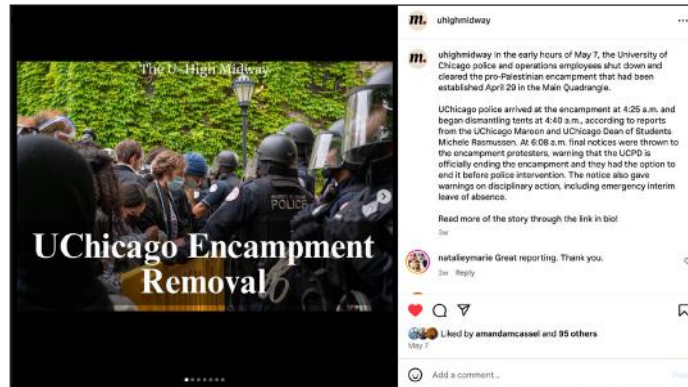 The U-High Midway
POLICE
UChicago Encampment
Removal
uhighmidway
uhighmidway In the early hours of May 7, the University of
Chicago police and operations employees shut down and
cleared the pro-Palestinian encampment that had been
established April 29 in the Main Quadrangle.
UChicago police arrived at the encampment at 4:25 a.m. and
began dismantling tents at 4:40 a.m., according to reports
from the UChicago Maroon and UChicago Dean of Students
Michele Rasmussen. At 6:08 a.m. final notices were thrown to
the encampment protesters, warning that the UCPD is
officially ending the encampment and they had the option to
end it before police intervention. The notice also gave
warnings on disciplinary action, including emergency interim
leave of absence.
Read more of the story through the link in bio!
3w
natalieymarie Great reporting. Thank you.
3w Reply
Liked by amandamcassel and 95 others
May 7
Add a comment...
Post